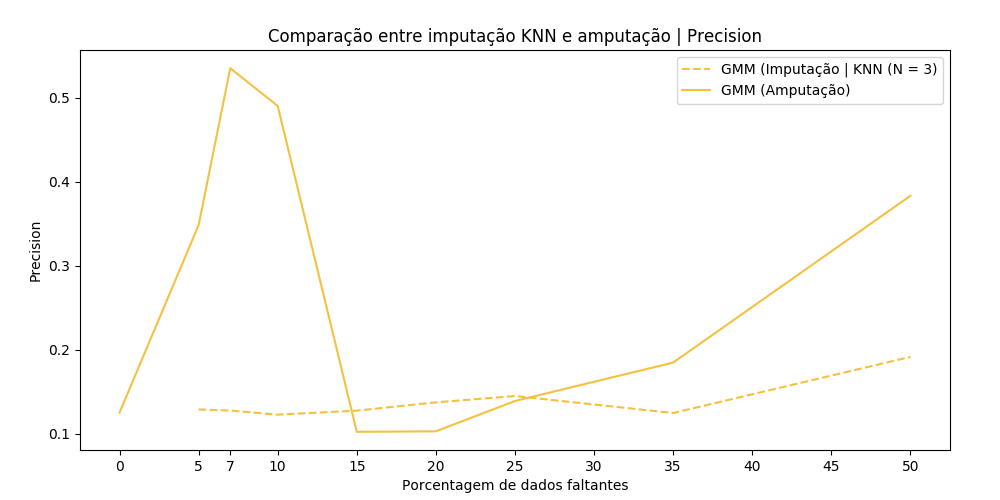 Comparação entre imputação KNN e amputação | Precision
GMM (Imputação | KNN (N = 3)
GMM (Amputação)
Precision
0.5
0.4
0.3
0.2
0.1
0 5 7 10 15 20 25 30 35 40 45 50
Porcentagem de dados faltantes